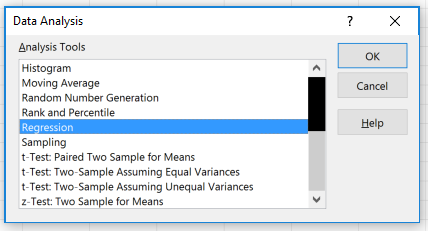 Data Analysis
?
Analysis Tools
Histogram
Moving Average
Random Number Generation
Rank and Percentile
Regression
Sampling
t-Test: Paired Two Sample for Means
t-Test: Two-Sample Assuming Equal Variances
t-Test: Two-Sample Assuming Unequal Variances
z-Test: Two Sample for Means
OK
Cancel
Help